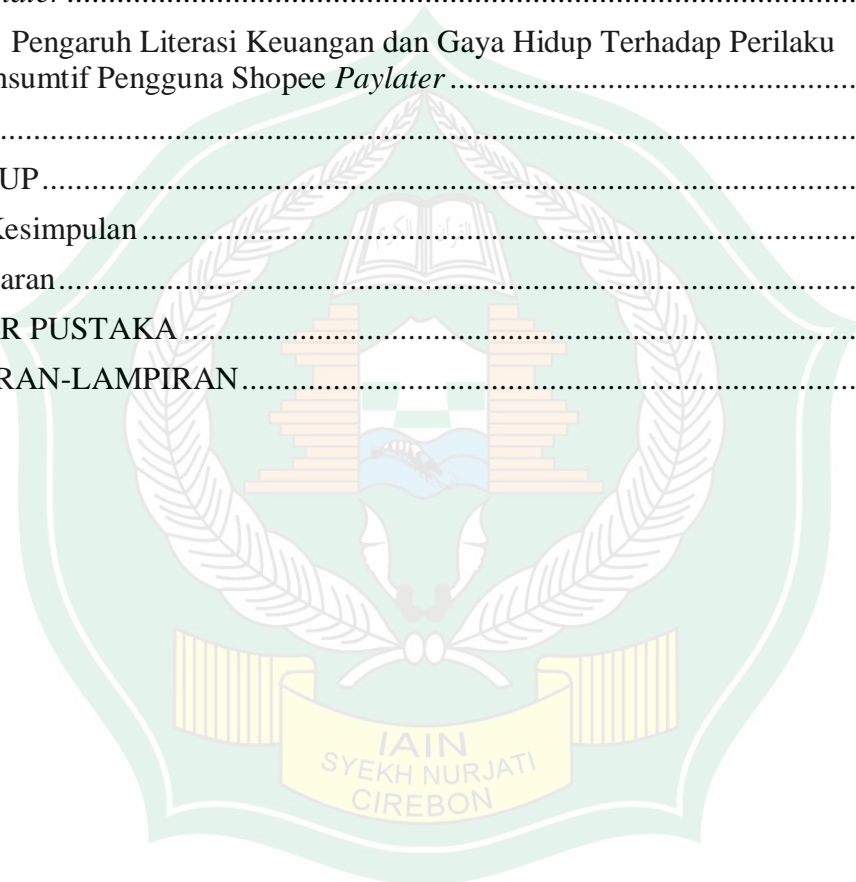 later ........................................................................................................
Pengaruh Literasi Keuangan dan Gaya Hidup Terhadap Perilaku
nsumtif Pengguna Shopee Paylater ....................................................
........................................................................................................
UP ........................................................................................................
Kesimpulan ........................................................................................
aran ........................................................................................................
R PUSTAKA ........................................................................................
RAN-LAMPIRAN ................................................................................
IAIN
SYEKH NURJATI
CIREBON